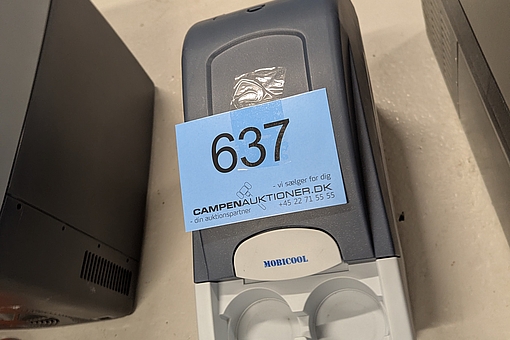 637
- vi sælger for dig
CAMPENAUKTIONER.DK
- din auktionspartner
+45 22 71 55 55
MOBICOOL